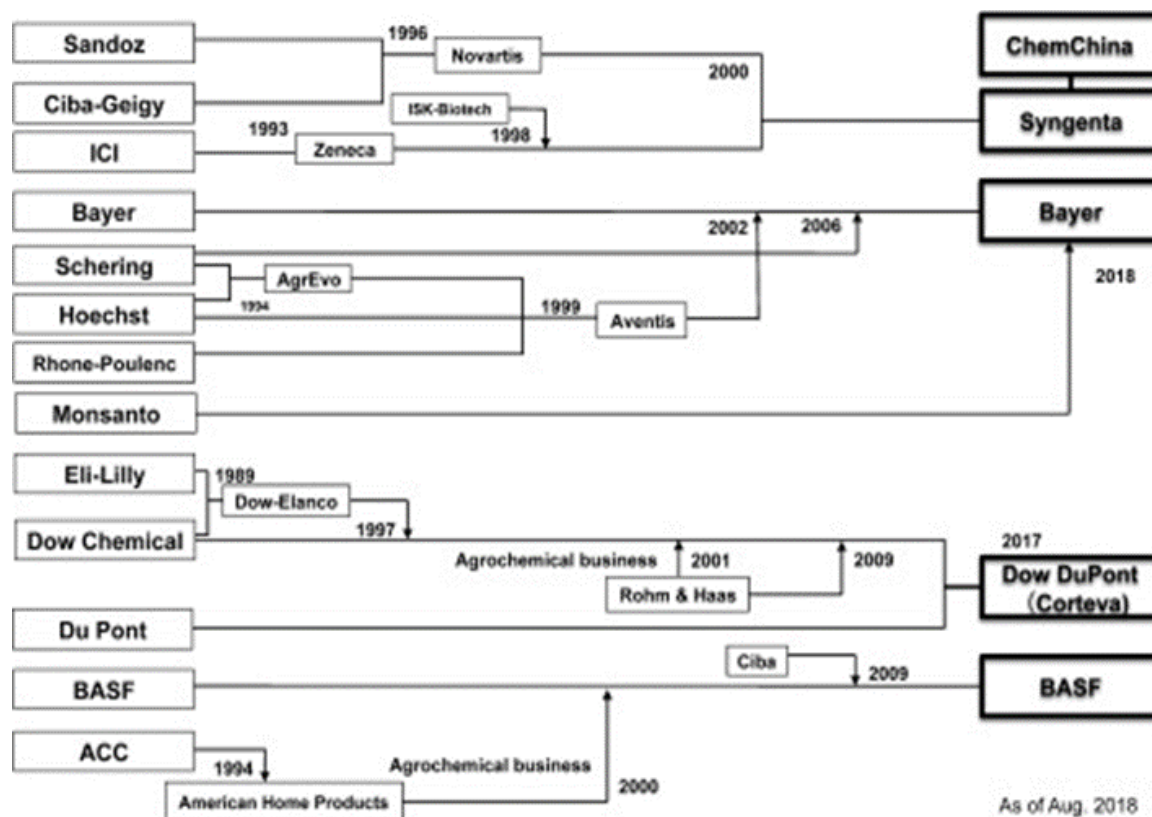 Sandoz
1996
Novartis
ChemChina
2000
Ciba-Geigy
ISK-Biotech
Syngenta
1993
1998
ICI
Zeneca
Bayer
2002
2006
Bayer
Schering
AgrEvo
2018
1994
1999
Hoechst
Aventis
Rhone-Poulenc
Monsanto
Eli-Lilly
1989
Dow-Elanco
Dow Chemical
1997
2017
Agrochemical business
2001
2009
Dow DuPont
(Corteva)
Rohm & Haas
Du Pont
Ciba
2009
BASF
BASF
ACC
1994
Agrochemical business
2000
American Home Products
As of Aug. 2018